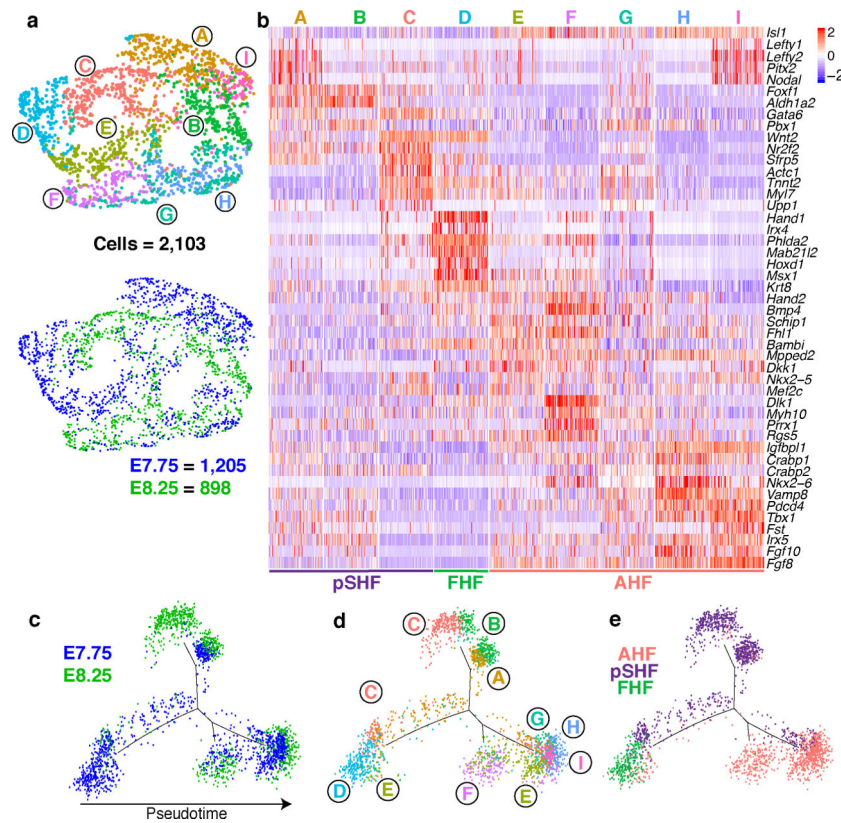 a
A
C
I
D
E
B
F
G
H
Cells = 2,103
E7.75 = 1,205
E8.25 = 898
b
A B C D E F G H I
2
0
−2
Isl1
Lefty1
Lefty2
Pitx2
Nodal
Foxf1
Aldh1a2
Gata6
Pbx1
Wnt2
Nr2f2
Sfrp5
Actc1
Tnnt2
Myl7
Upp1
Hand1
Irx4
Phlda2
Mab21l2
Hoxd1
Msx1
Krt8
Hand2
Bmp4
Schip1
Fhl1
Bambi
Mpped2
Dkk1
Nkx2−5
Mef2c
Dlk1
Myh10
Prrx1
Rgs5
Igfbpl1
Crabp1
Crabp2
Nkx2−6
Vamp8
Pdcd4
Tbx1
Fst
Irx5
Fgf10
Fgf8
pSHF FHF AHF
c
E7.75
E8.25
Pseudotime
d
C B
A
C
G H
I
D E F E
e
AHF
pSHF
FHF